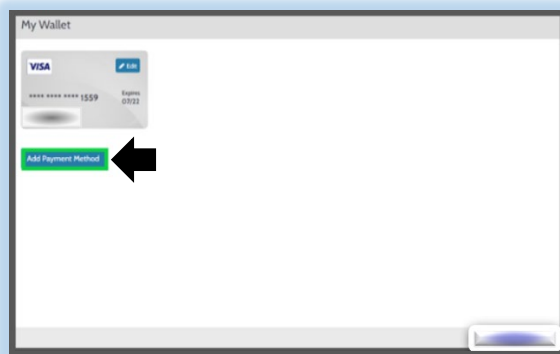 My Wallet
VISA
Edit
**** **** **** 1559
Expires
07/22
Add Payment Method